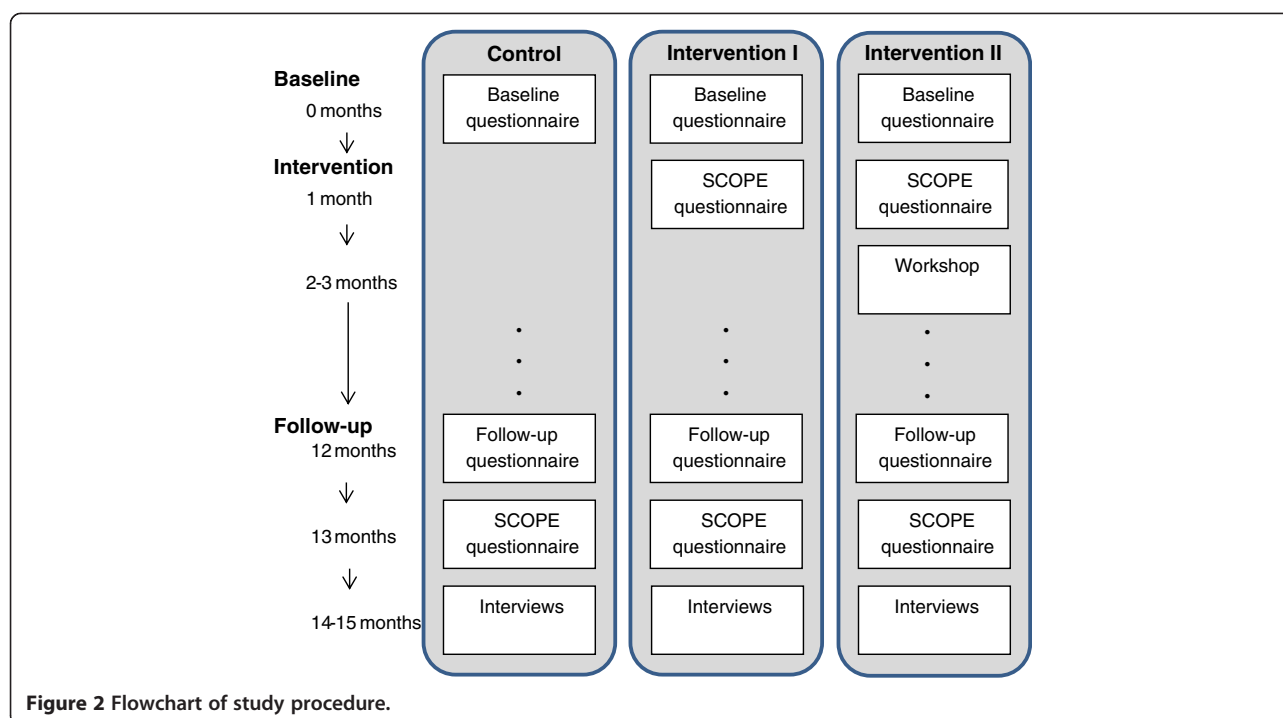 Control Intervention I Intervention II
Baseline
0 months
Baseline questionnaire
Baseline questionnaire
Baseline questionnaire
Intervention
1 month
SCOPE questionnaire
SCOPE questionnaire
2-3 months
Workshop
Follow-up
12 months
Follow-up questionnaire
Follow-up questionnaire
Follow-up questionnaire
13 months
SCOPE questionnaire
SCOPE questionnaire
SCOPE questionnaire
14-15 months
Interviews
Interviews
Interviews
Figure 2 Flowchart of study procedure.